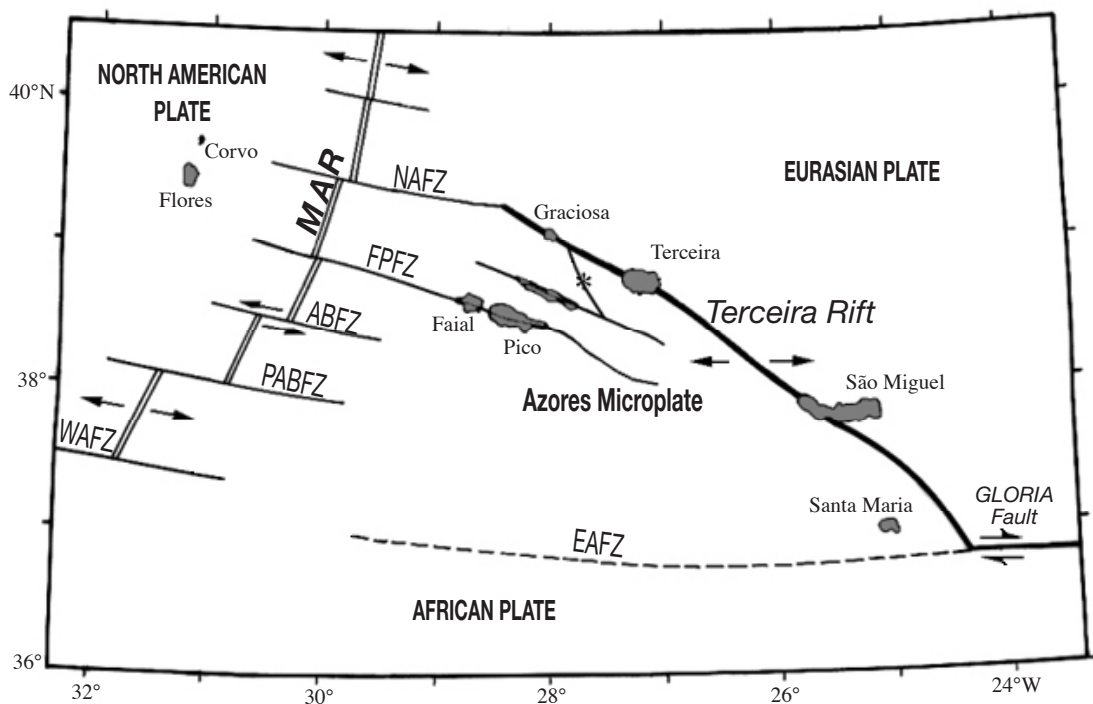 NORTH AMERICAN
PLATE
40°N
Corvo
Flores
MAR
NAFZ
EURASIAN PLATE
Graciosa
Terceira
FPFZ
*
Terceira Rift
Faial
Pico
ABFZ
PABFZ
38°
São Miguel
Azores Microplate
WAFZ
GLORIA
Fault
Santa Maria
EAFZ
AFRICAN PLATE
36°
32°
30°
28°
26°
24°W